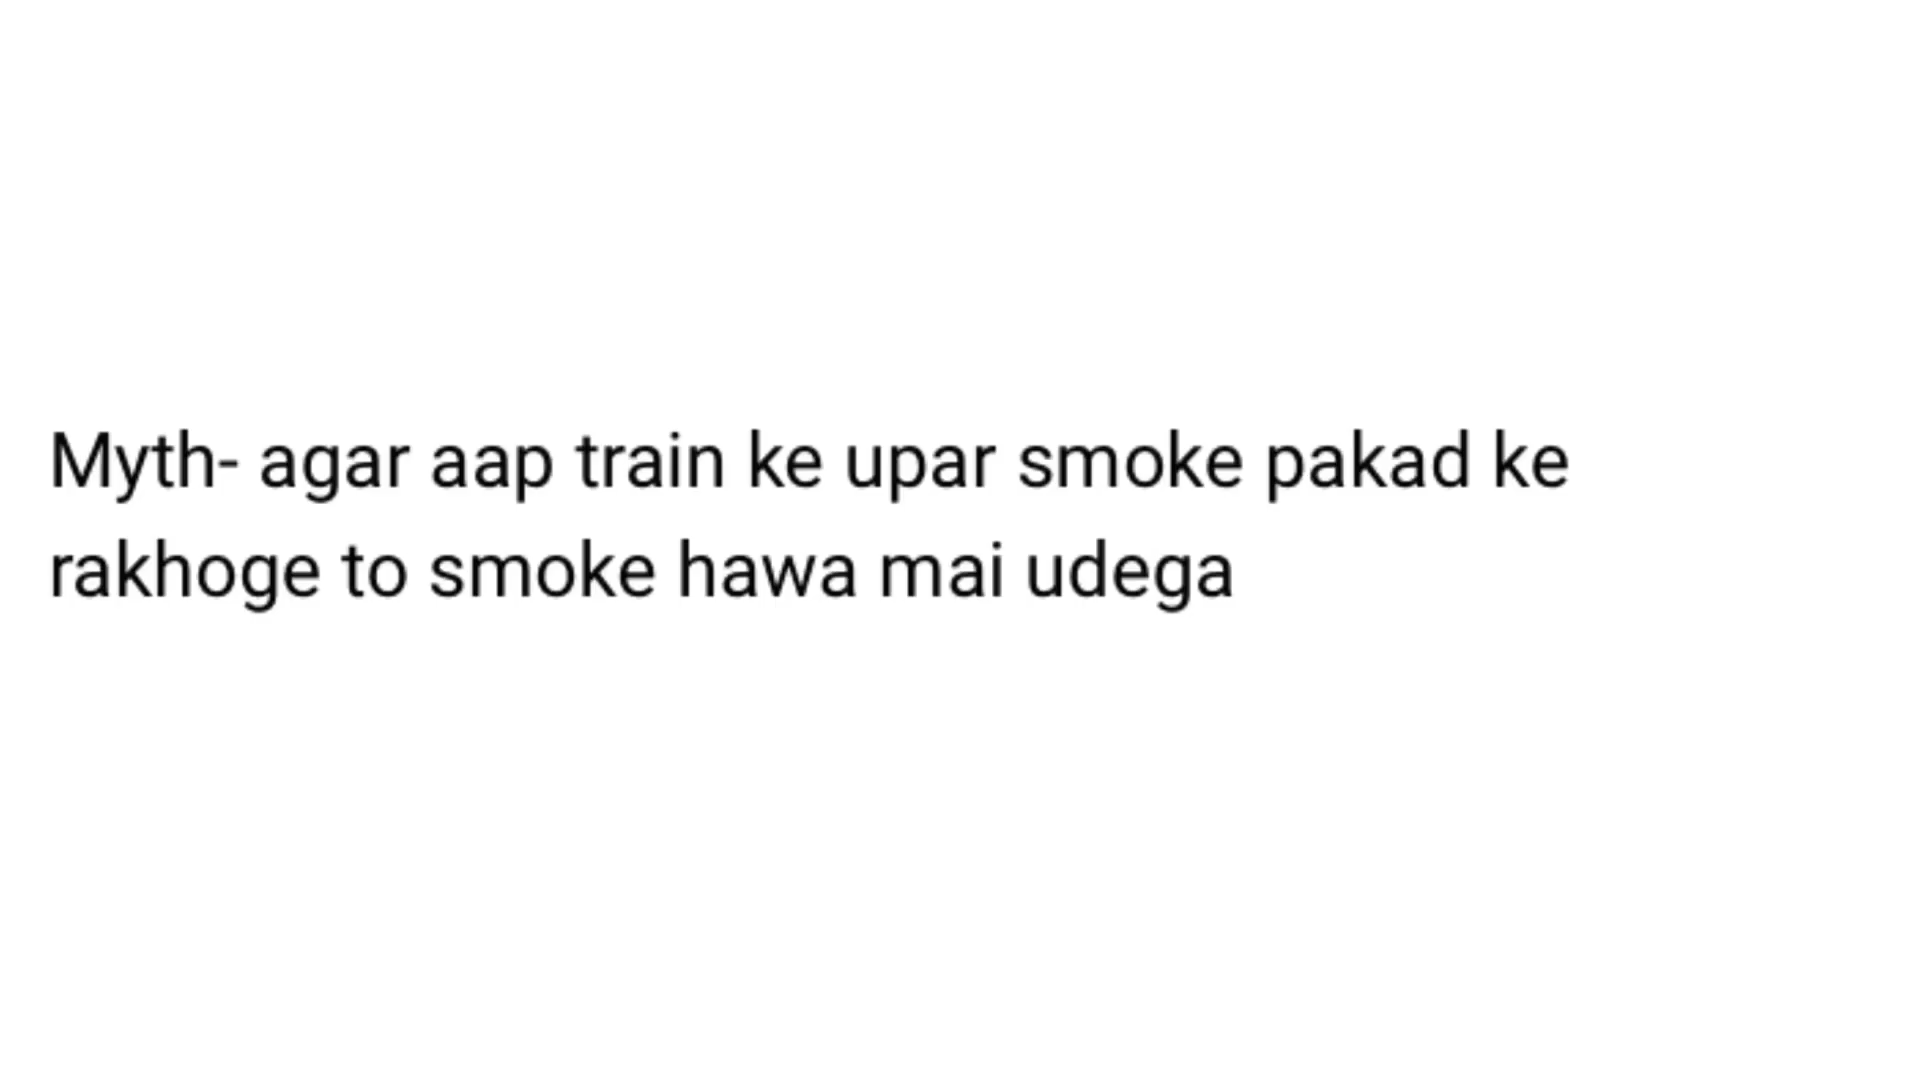 Myth- agar aap train ke upar smoke pakad ke
rakhoge to smoke hawa mai udega